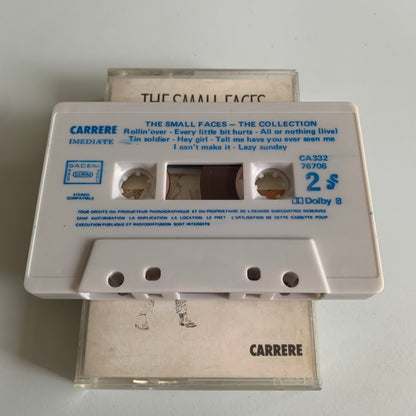 THE SMALL FACES
THE SMALL FACES — THE COLLECTION
CARRERE
Rollin'over - Every little bit hurts - All or nothing (live)
IMEDIATE
Tin soldier - Hey girl - Tell me have you ever seen me
I can't make it - Lazy sunday
SACEM
STEREO
COMPATIBLE
CA332
76706
2
Dolby B
TOUS DROITS DU PRODUCTEUR PHONOGRAPHIQUE ET DU PROPRIETAIRE DE L'OEUVRE ENREGISTREE RESERVES
SAUF AUTORISATION LA DUPLICATION LA LOCATION LE PRET L'UTILISATION DE CETTE CASSETTE POUR
EXECUTION PUBLIQUE ET RADIODIFFUSION SONT INTERDITS
CARRERE